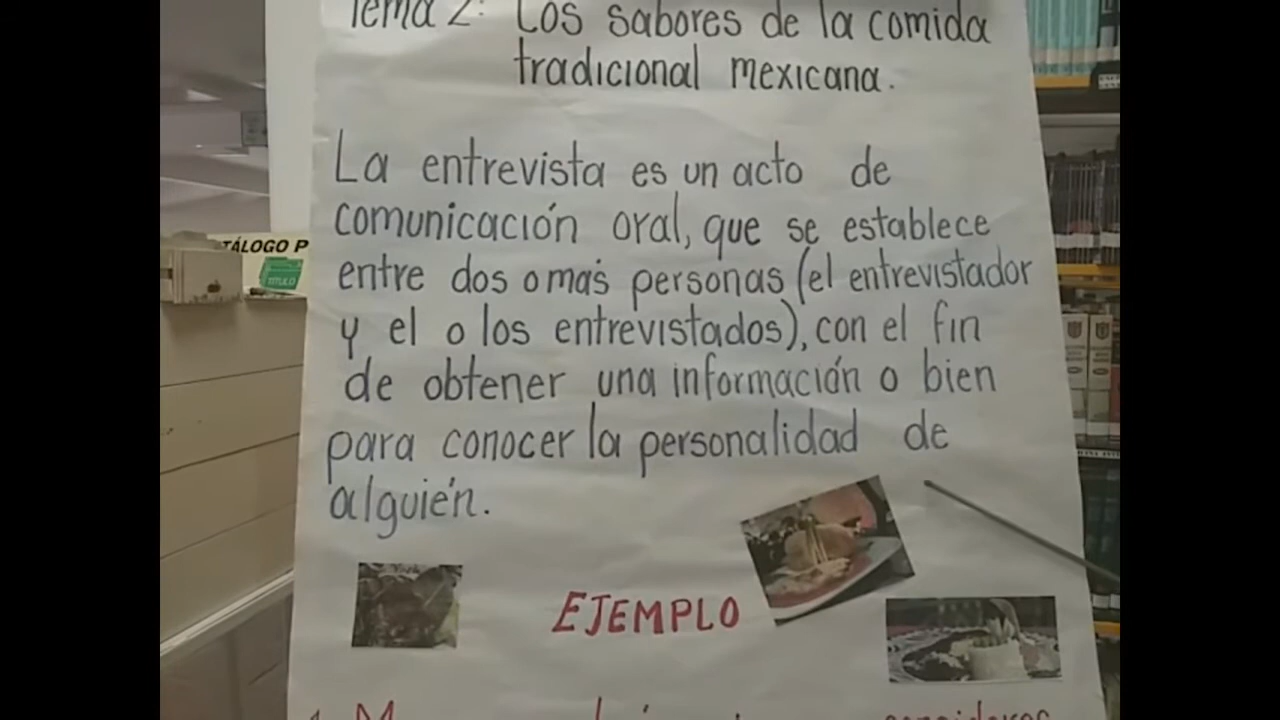 Tema 2: Los sabores de la comida
tradicional mexicana.
La entrevista es un acto de
comunicación oral, que se establece
entre dos o más personas (el entrevistador
y el o los entrevistados), con el fin
de obtener una información o bien
para conocer la personalidad de
alguién.
EJEMPLO
TÁLOGO P
TITULO